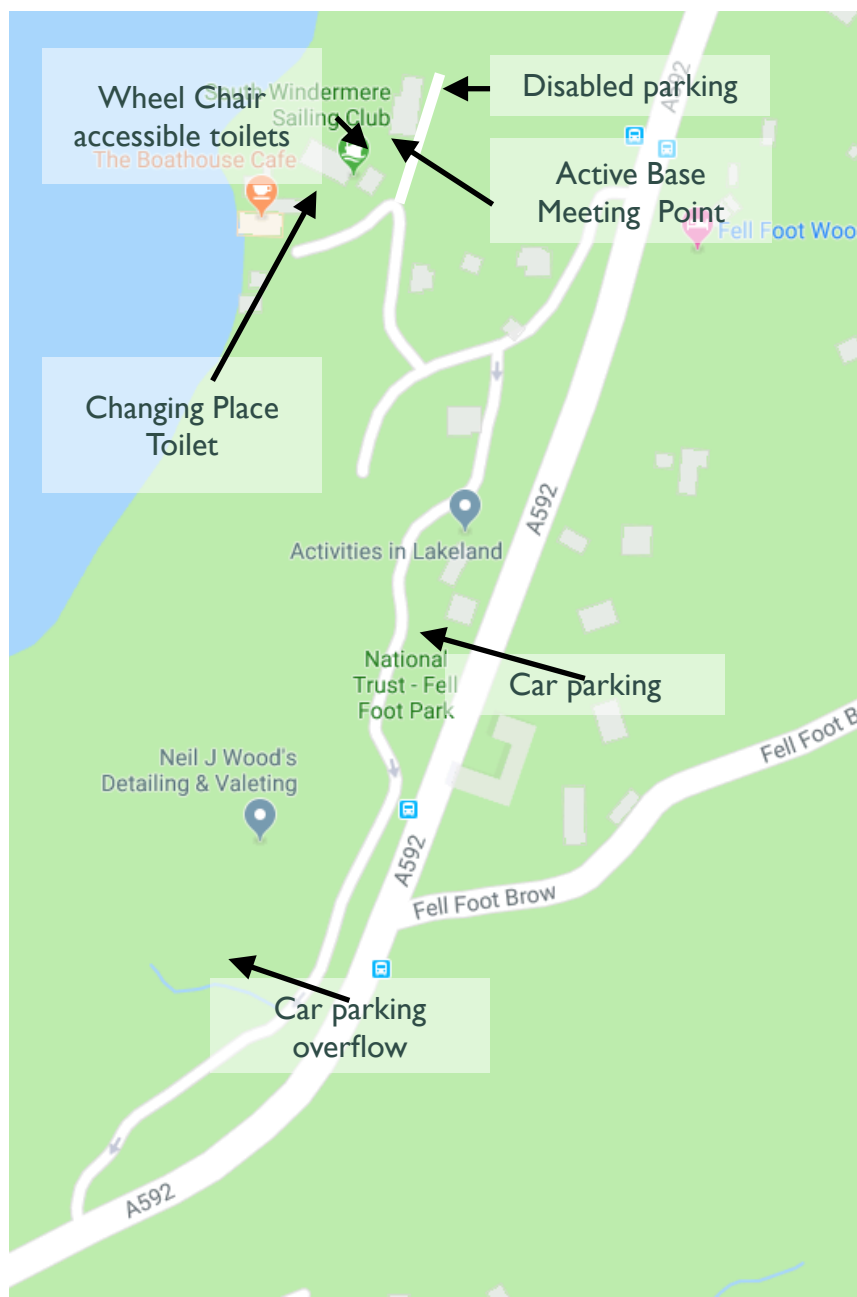 A592
Disabled parking
Wheel Chair
accessible toilets
South Windermere
Sailing Club
The Boathouse Cafe
Active Base
Meeting Point
Fell Foot Woo
Changing Place
Toilet
A592
Activities in Lakeland
National
Trust - Fell
Foot Park
Car parking
Fell Foot B
Neil J Wood's
Detailing & Valeting
A592
Fell Foot Brow
Car parking
overflow
A592